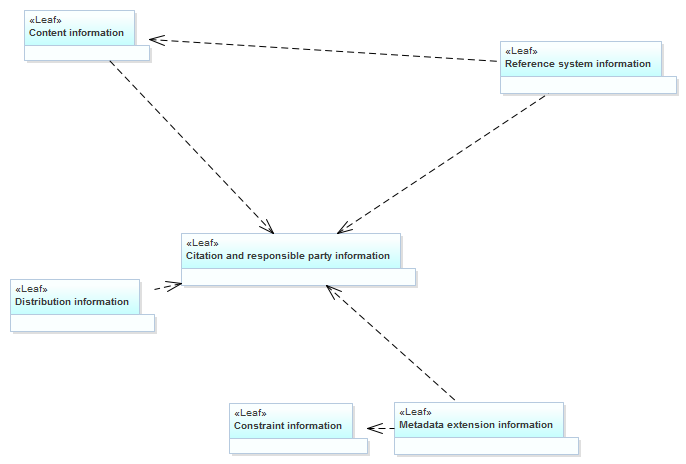 «Leaf»
Content information
«Leaf»
Reference system information
«Leaf»
Citation and responsible party information
«Leaf»
Distribution information
«Leaf»
Constraint information
«Leaf»
Metadata extension information